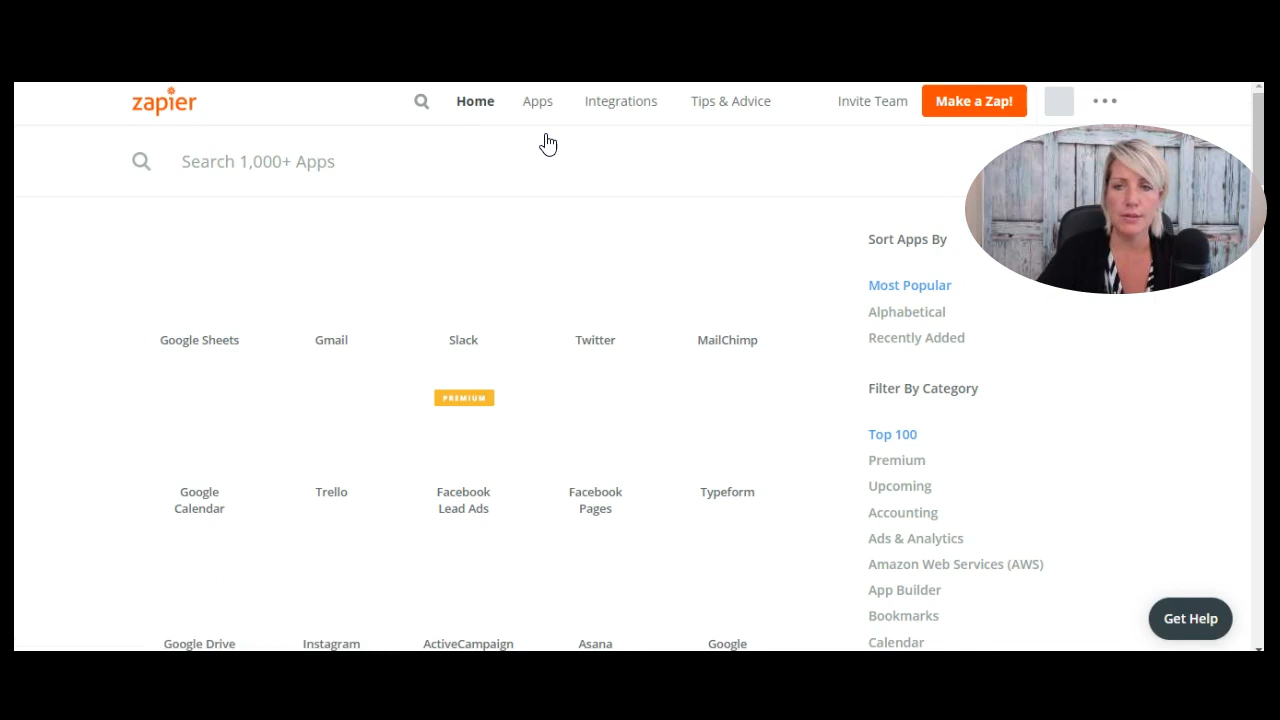 zapier
Home
Apps
Integrations
Tips & Advice
Invite Team
Make a Zap!
Search 1,000+ Apps
Sort Apps By
Most Popular
Alphabetical
Recently Added
Google Sheets
Gmail
Slack
Twitter
MailChimp
PREMIUM
Google
Calendar
Trello
Facebook
Lead Ads
Facebook
Pages
Typeform
Google Drive
Instagram
ActiveCampaign
Asana
Google
Filter By Category
Top 100
Premium
Upcoming
Accounting
Ads & Analytics
Amazon Web Services (AWS)
App Builder
Bookmarks
Calendar
Get Help